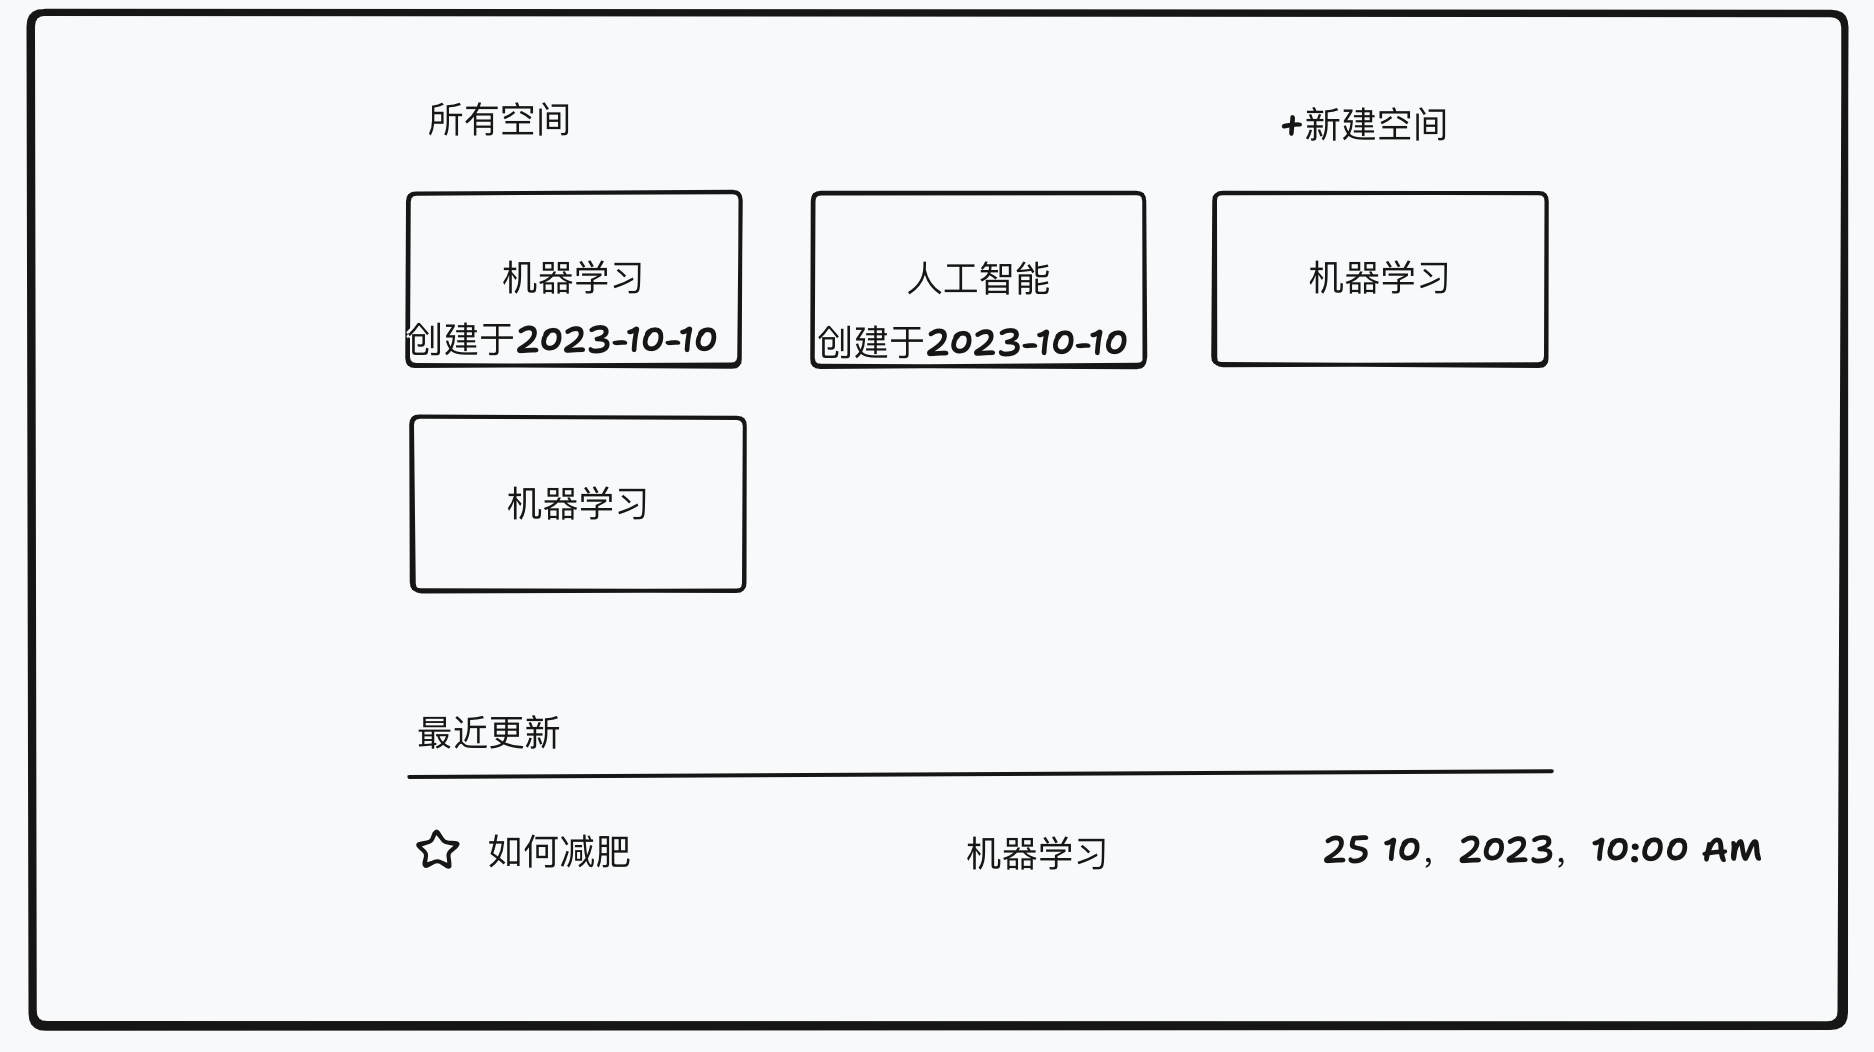 所有空间
+新建空间
机器学习
创建于2023-10-10
人工智能
创建于2023-10-10
机器学习
机器学习
最近更新
如何减肥
机器学习
25 10，2023，10:00 AM